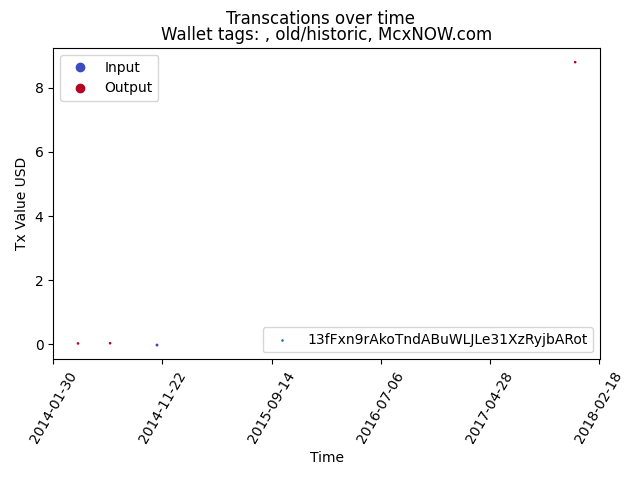 Transcations over time
Wallet tags: , old/historic, McxNOW.com
Input
Output
Tx Value USD
8
6
4
2
0
13fFxn9rAkoTndABuWLJLe31XzRyjbARot
2014-01-30
2014-11-22
2015-09-14
2016-07-06
2017-04-28
2018-02-18
Time